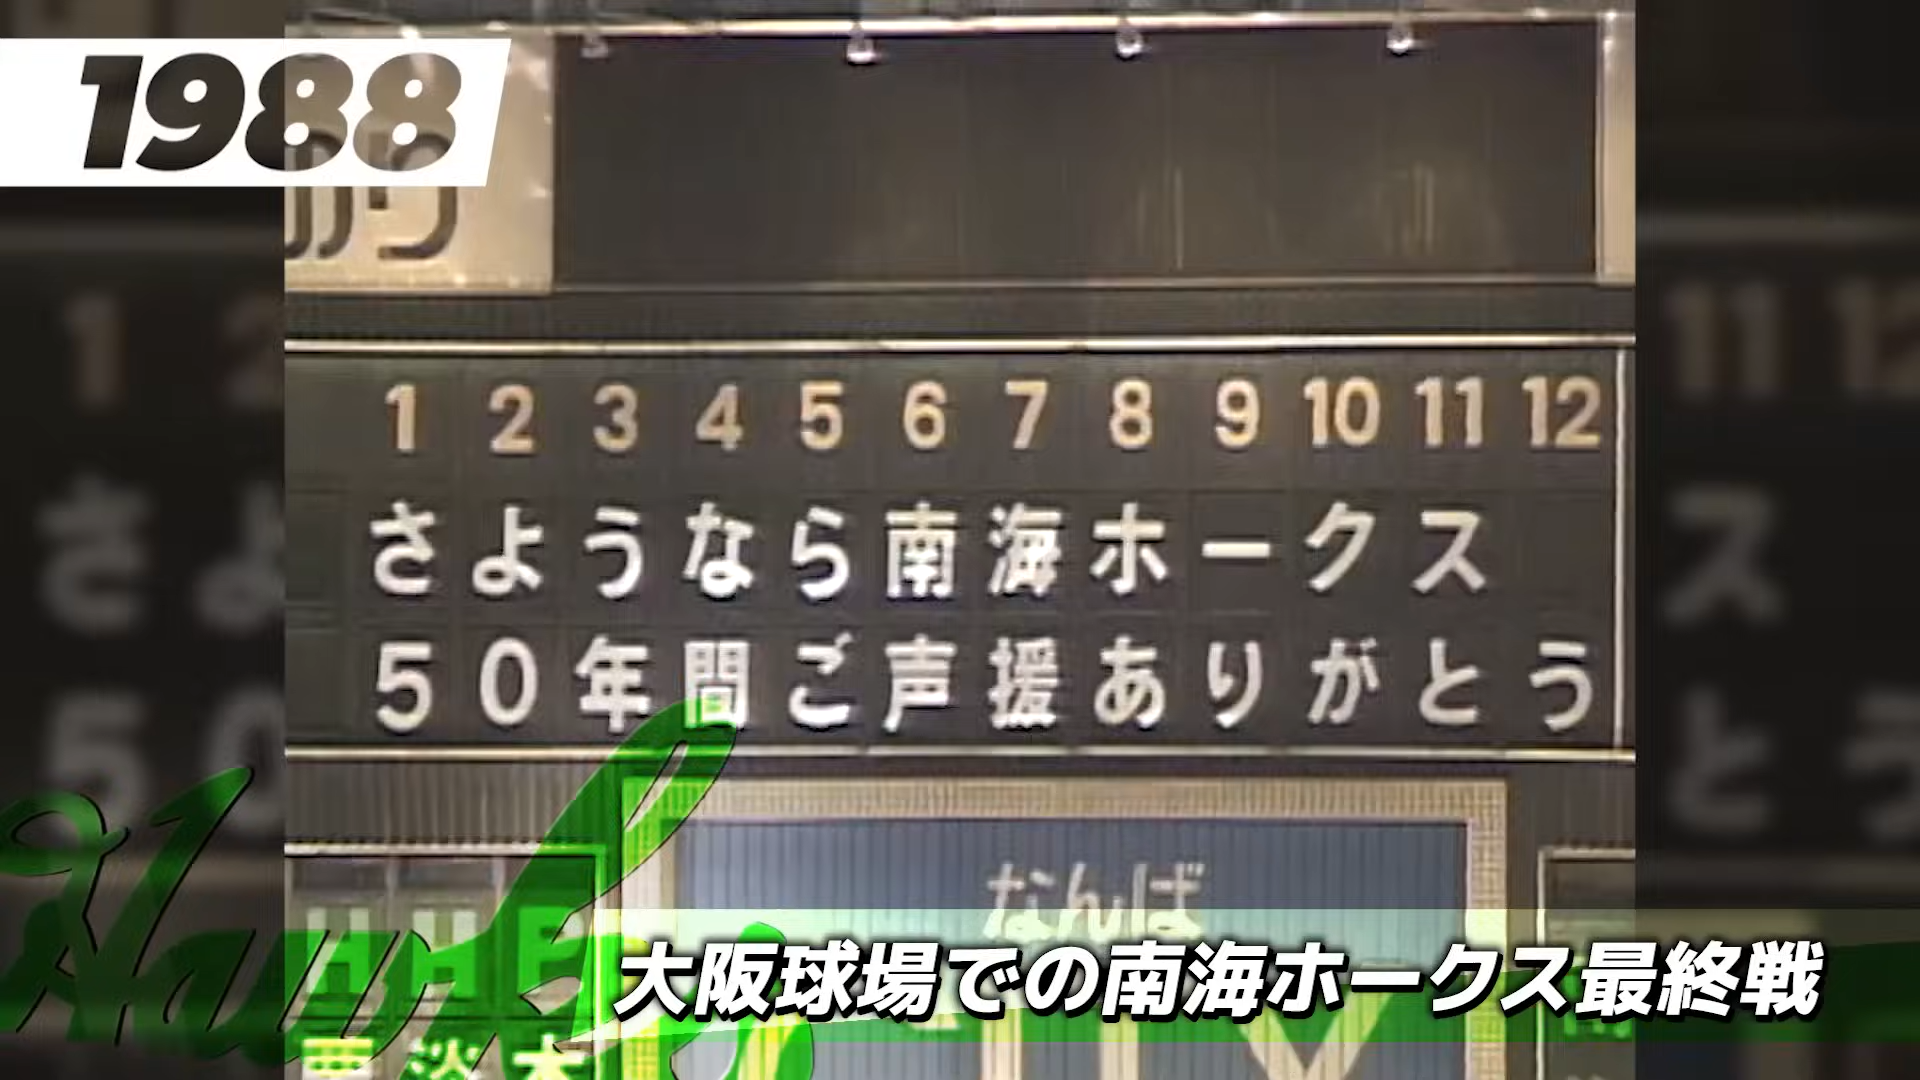 1988
1 2 3 4 5 6 7 8 9 10 11 12
さようなら南海ホークス
50年間ご声援ありがとう
なんば
Hawks
H H F
大阪球場での南海ホークス最終戦